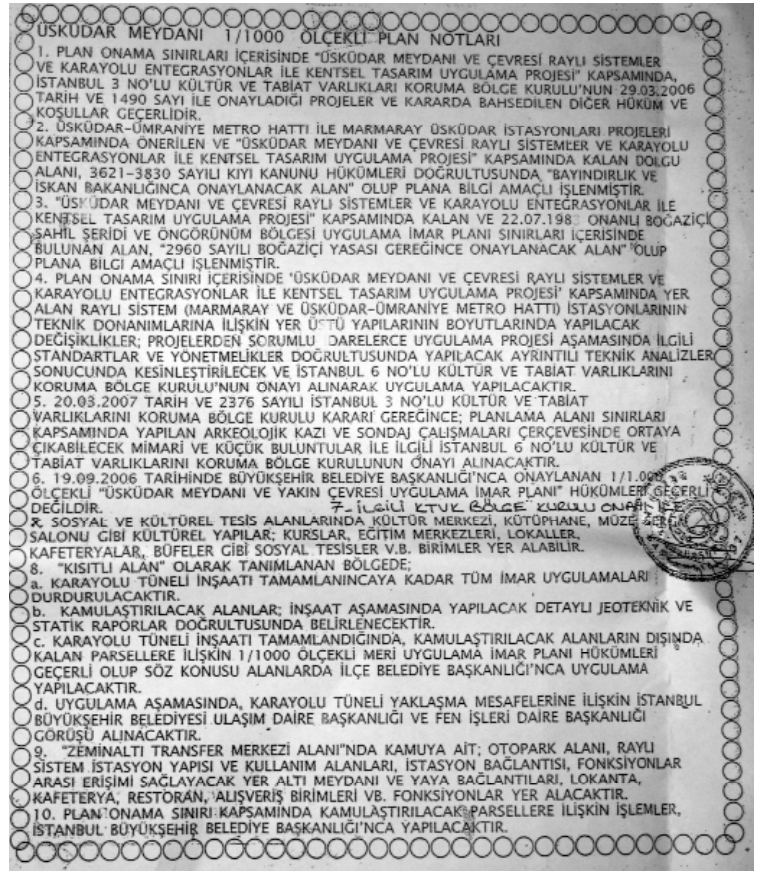 ÜSKÜDAR MEYDANI 1/1000 ÖLÇEKLİ PLAN NOTLARI
1. PLAN ONAMA SINIRLARI İÇERİSİNDE "ÜSKÜDAR MEYDANI VE ÇEVRESİ RAYLI SİSTEMLER
VE KARAYOLU ENTEGRASYONLAR İLE KENTSEL TASARIM UYGULAMA PROJESİ" KAPSAMINDA,
İSTANBUL 3 NO'LU KÜLTÜR VE TABİAT VARLIKLARI KORUMA BÖLGE KURULU'NUN 29.03.2006
TARİH VE 1490 SAYI İLE ONAYLADIĞI PROJELER VE KARARDA BAHSEDİLEN DİĞER HÜKÜM VE
KOŞULLAR GEÇERLİDİR.
2. ÜSKÜDAR-ÜMRANİYE METRO HATTI İLE MARMARAY ÜSKÜDAR İSTASYONLARI PROJELERİ
KAPSAMINDA ÖNERİLEN VE "ÜSKÜDAR MEYDANI VE ÇEVRESİ RAYLI SİSTEMLER VE KARAYOLU
ENTEGRASYONLAR İLE KENTSEL TASARIM UYGULAMA PROJESİ" KAPSAMINDA KALAN DOLGU
ALANI, 3621-3830 SAYILI KIYI KANUNU HÜKÜMLERİ DOĞRULTUSUNDA "BAYINDIRLIK VE
İSKAN BAKANLIĞINCA ONAYLANACAK ALAN" OLUP PLANA BİLGİ AMAÇLI İŞLENMİŞTİR.
3. "ÜSKÜDAR MEYDANI VE ÇEVRESİ RAYLI SİSTEMLER VE KARAYOLU ENTEGRASYONLAR İLE
KENTSEL TASARIM UYGULAMA PROJESİ" KAPSAMINDA KALAN VE ONANLI BOĞAZİÇİ
SAHİL ŞERİDİ VE ÖNGÖRÜNÜM BÖLGESİ UYGULAMA İMAR PLANI SINIRLARI İÇERİSİNDE
BULUNAN ALAN, "2960 SAYILI BOĞAZİÇİ YASASI GEREĞİNCE ONAYLANACAK ALAN" OLUP
PLANA BİLGİ AMAÇLI İŞLENMİŞTİR.
4. PLAN ONAMA SINIRI İÇERİSİNDE 'ÜSKÜDAR MEYDANI VE ÇEVRESİ RAYLI SİSTEMLER VE
KARAYOLU ENTEGRASYONLAR İLE KENTSEL TASARIM UYGULAMA PROJESİ' KAPSAMINDA YER
ALAN RAYLI SİSTEM (MARMARAY VE ÜSKÜDAR-ÜMRANİYE METRO HATTI) İSTASYONLARININ
TEKNİK DONANIMLARINA İLİŞKİN YER ÜSTÜ YAPILARININ BOYUTLARINDA YAPILACAK
DEĞİŞİKLİKLER; PROJELERDEN SORUMLU DARELERCE UYGULAMA PROJESİ AŞAMASINDA İLGİLİ
STANDARTLAR VE YÖNETMELİKLER DOĞRULTUSUNDA YAPILACAK AYRINTILI TEKNİK ANALİZLER
SONUCUNDA KESİNLEŞTİRİLECEK VE İSTANBUL 6 NO'LU KÜLTÜR VE TABİAT VARLIKLARINI
KORUMA BÖLGE KURULU'NUN ONAYI ALINARAK UYGULAMA YAPILACAKTIR.
5. 20.03.2007 TARİH VE 2376 SAYILI İSTANBUL 3 NO'LU KÜLTÜR VE TABİAT
VARLIKLARINI KORUMA BÖLGE KURULU KARARI GEREĞİNCE; PLANLAMA ALANI SINIRLARI
KAPSAMINDA YAPILAN ARKEOLOJİK KAZI VE SONDAJ ÇALIŞMALARI ÇERÇEVESİNDE ORTAYA
ÇIKABİLECEK MİMARİ VE KÜÇÜK BULUNTULAR İLE İLGİLİ İSTANBUL 6 NO'LU KÜLTÜR VE
TABİAT VARLIKLARINI KORUMA BÖLGE KURULUNUN ONAYI ALINACAKTIR.
6. 19.09.2006 TARİHİNDE BÜYÜKŞEHİR BELEDİYE BAŞKANLIĞI'NCA ONAYLANAN 1/1.000
ÖLÇEKLİ "ÜSKÜDAR MEYDANI VE YAKIN ÇEVRESİ UYGULAMA İMAR PLANI" HÜKÜMLERİ GEÇERLİ
DEĞİLDİR. 7-İLGİLİ KTVK BÖLGE KURULU ONAYI İLE
SOSYAL VE KÜLTÜREL TESİS ALANLARINDA KÜLTÜR MERKEZİ, KÜTÜPHANE, MÜZE, SERGİ
SALONU GİBİ KÜLTÜREL YAPILAR; KURSLAR, EĞİTİM MERKEZLERİ, LOKALLER,
KAFETERYALAR, BÜFELER GİBİ SOSYAL TESİSLER V.B. BİRİMLER YER ALABİLİR.
8. "KISITLI ALAN" OLARAK TANIMLANAN BÖLGEDE;
a. KARAYOLU TÜNELİ İNŞAATI TAMAMLANINCAYA KADAR TÜM İMAR UYGULAMALARI
DURDURULACAKTIR.
b. KAMULAŞTIRILACAK ALANLAR; İNŞAAT AŞAMASINDA YAPILACAK DETAYLI JEOTEKNİK VE
STATİK RAPORLAR DOĞRULTUSUNDA BELİRLENECEKTİR.
c. KARAYOLU TÜNELİ İNŞAATI TAMAMLANDIĞINDA, KAMULAŞTIRILACAK ALANLARIN DIŞINDA
KALAN PARSELLERE İLİŞKİN 1/1000 ÖLÇEKLİ MERİ UYGULAMA İMAR PLANI HÜKÜMLERİ
GEÇERLİ OLUP SÖZ KONUSU ALANLARDA İLÇE BELEDİYE BAŞKANLIĞI'NCA UYGULAMA
YAPILACAKTIR.
d. UYGULAMA AŞAMASINDA, KARAYOLU TÜNELİ YAKLAŞMA MESAFELERİNE İLİŞKİN İSTANBUL
BÜYÜKŞEHİR BELEDİYESİ ULAŞIM DAİRE BAŞKANLIĞI VE FEN İŞLERİ DAİRE BAŞKANLIĞI
GÖRÜŞÜ ALINACAKTIR.
9. "ZEMİNALTI TRANSFER MERKEZİ ALANI"NDA KAMUYA AİT; OTOPARK ALANI, RAYLI
SİSTEM İSTASYON YAPISI VE KULLANIM ALANLARI, İSTASYON BAĞLANTISI, FONKSİYONLAR
ARASI ERİŞİMİ SAĞLAYACAK YER ALTI MEYDANI VE YAYA BAĞLANTILARI, LOKANTA,
KAFETERYA, RESTORAN, ALIŞVERİŞ BİRİMLERİ VB. FONKSİYONLAR YER ALACAKTIR.
10. PLAN ONAMA SINIRI KAPSAMINDA KAMULAŞTIRILACAK PARSELLERE İLİŞKİN İŞLEMLER,
İSTANBUL BÜYÜKŞEHİR BELEDİYE BAŞKANLIĞI'NCA YAPILACAKTIR.